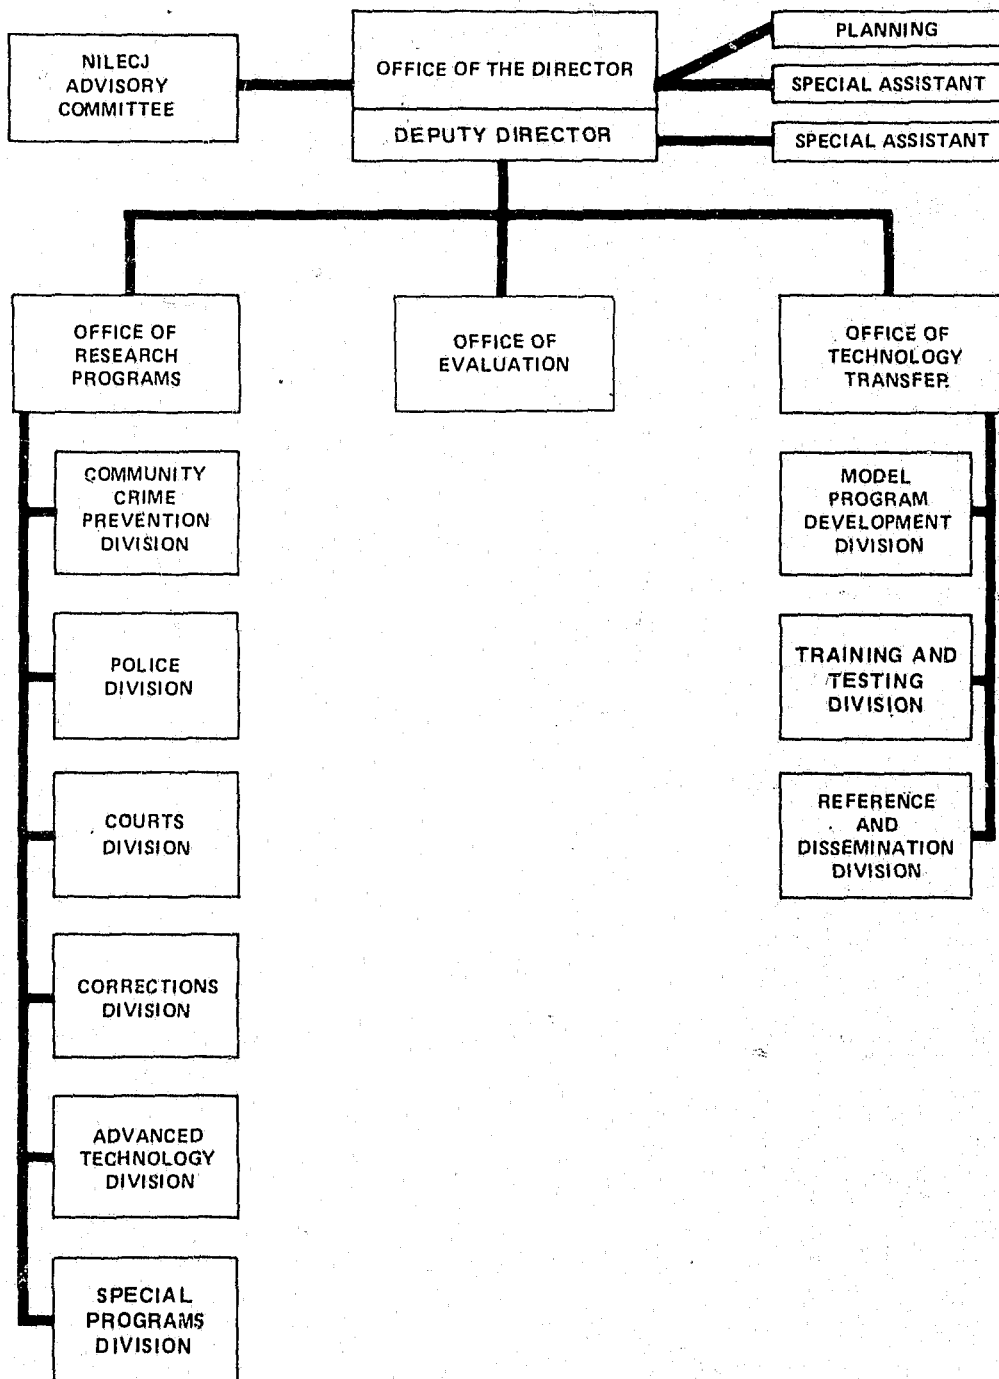 NILECJ
ADVISORY
COMMITTEE
OFFICE OF THE DIRECTOR
DEPUTY DIRECTOR
PLANNING
SPECIAL ASSISTANT
SPECIAL ASSISTANT
OFFICE OF
RESEARCH
PROGRAMS
OFFICE OF
EVALUATION
OFFICE OF
TECHNOLOGY
TRANSFER
COMMUNITY
CRIME
PREVENTION
DIVISION
POLICE
DIVISION
COURTS
DIVISION
CORRECTIONS
DIVISION
ADVANCED
TECHNOLOGY
DIVISION
SPECIAL
PROGRAMS
DIVISION
MODEL
PROGRAM
DEVELOPMENT
DIVISION
TRAINING AND
TESTING
DIVISION
REFERENCE
AND
DISSEMINATION
DIVISION